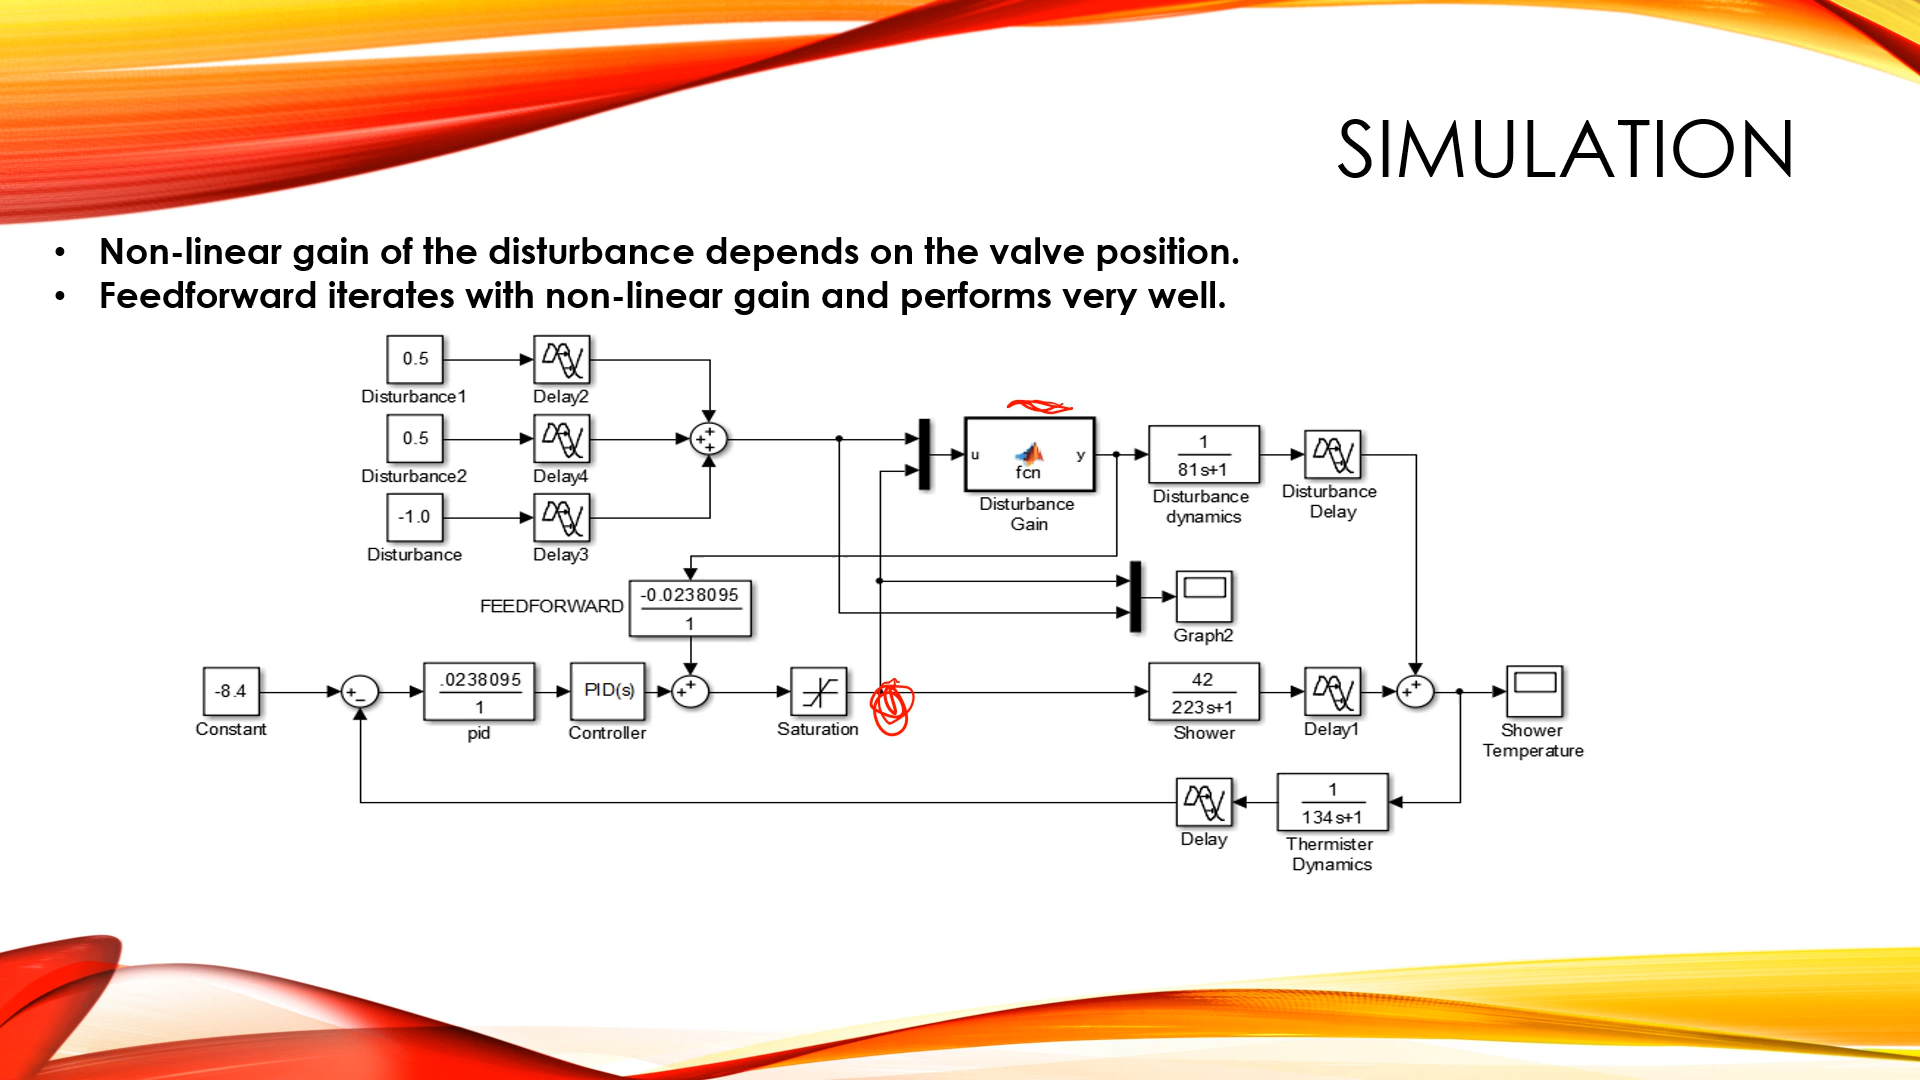 SIMULATION
• Non-linear gain of the disturbance depends on the valve position.
• Feedforward iterates with non-linear gain and performs very well.
0.5
Disturbance1
Delay2
0.5
Disturbance2
Delay4
-1.0
Disturbance
Delay3
+
+
+
u
fcn
y
Disturbance
Gain
1
81s+1
Disturbance
dynamics
Disturbance
Delay
FEEDFORWARD
-0.0238095
1
Graph2
-8.4
Constant
+
−
.0238095
1
pid
PID(s)
Controller
+
+
Saturation
42
223s+1
Shower
Delay1
+
+
Shower
Temperature
Delay
1
134s+1
Thermister
Dynamics